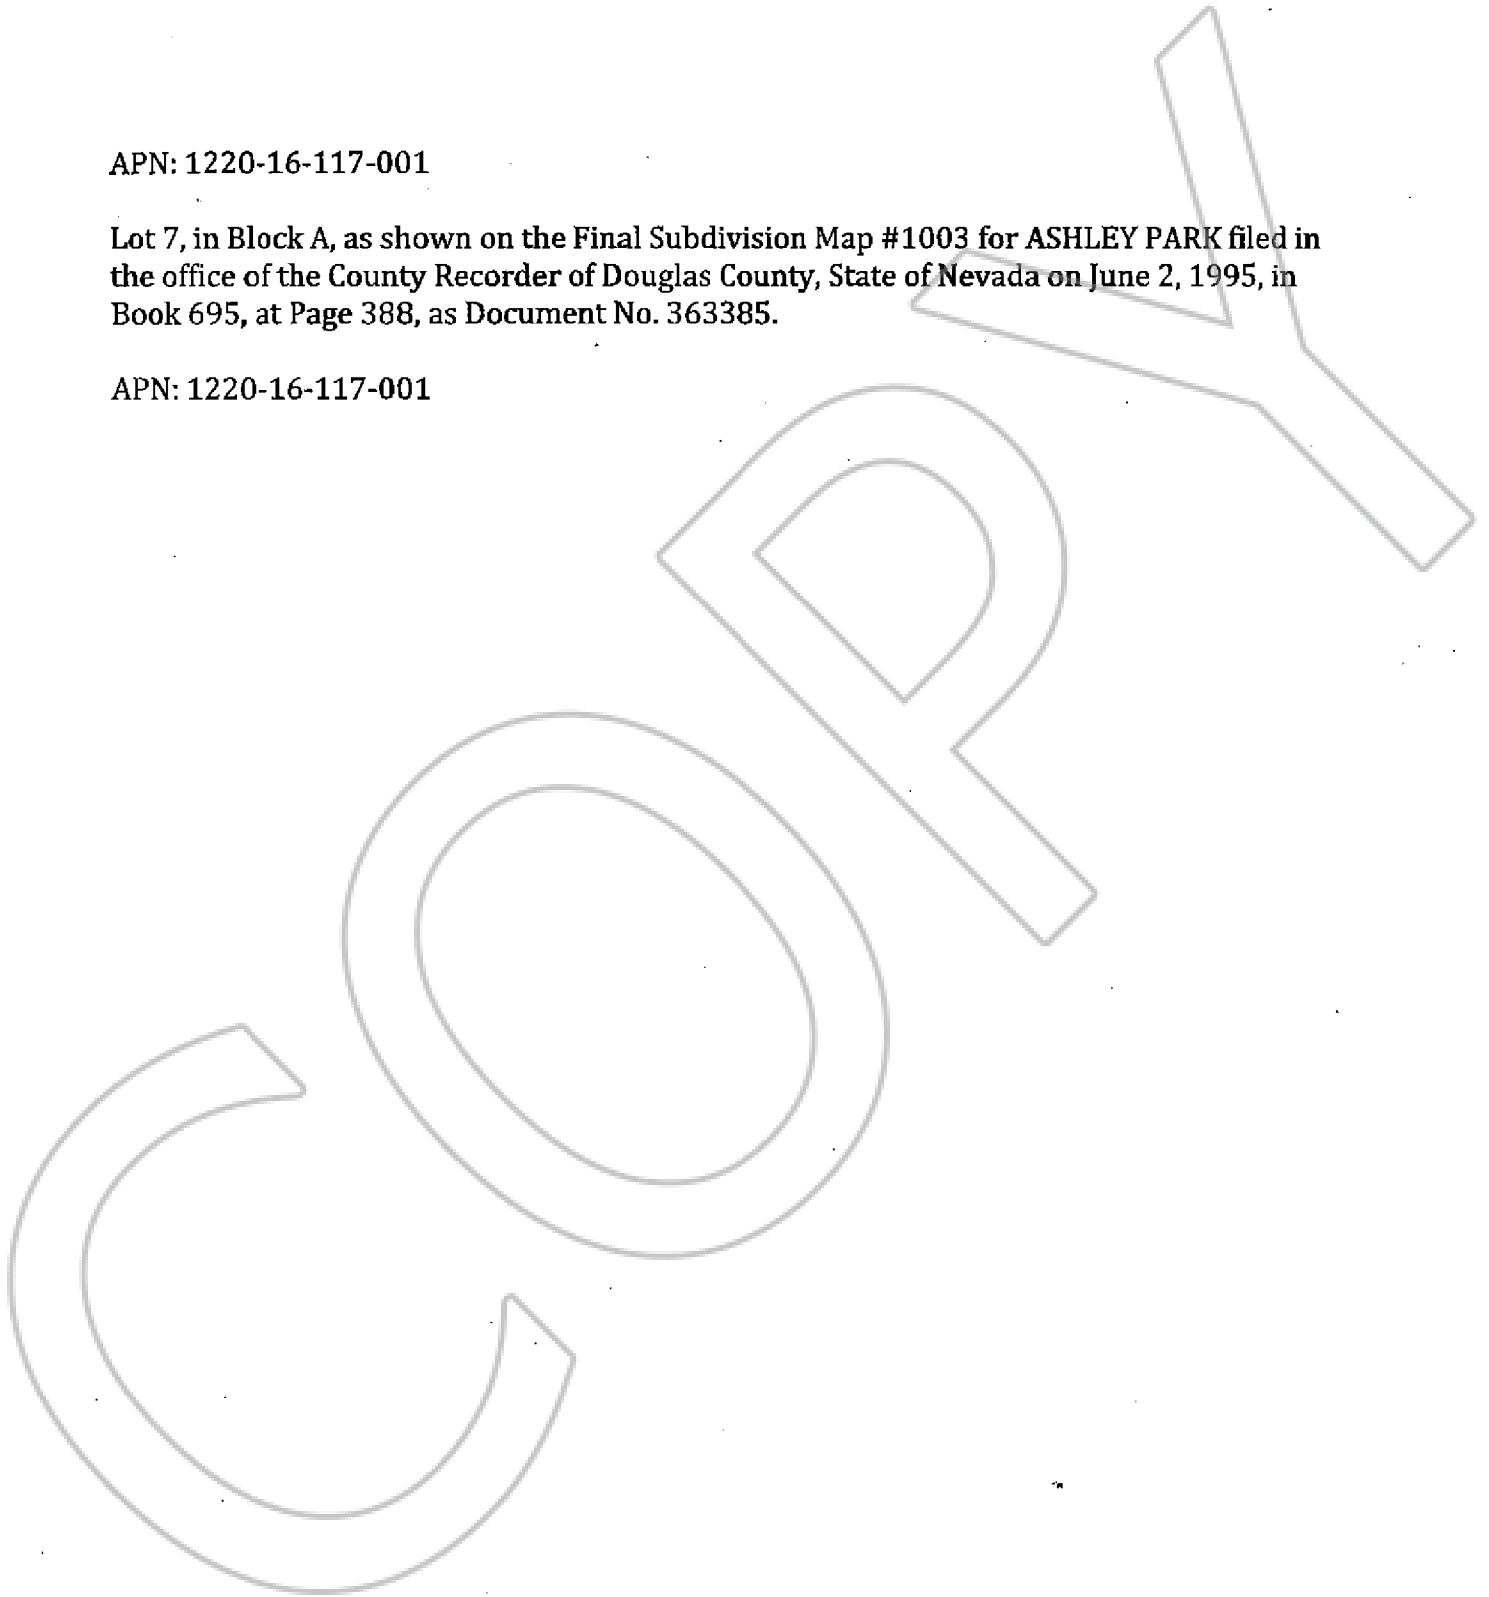 APN: 1220-16-117-001
Lot 7, in Block A, as shown on the Final Subdivision Map #1003 for ASHLEY PARK filed in
the office of the County Recorder of Douglas County, State of Nevada on June 2, 1995, in
Book 695, at Page 388, as Document No. 363385.
APN: 1220-16-117-001
COPY